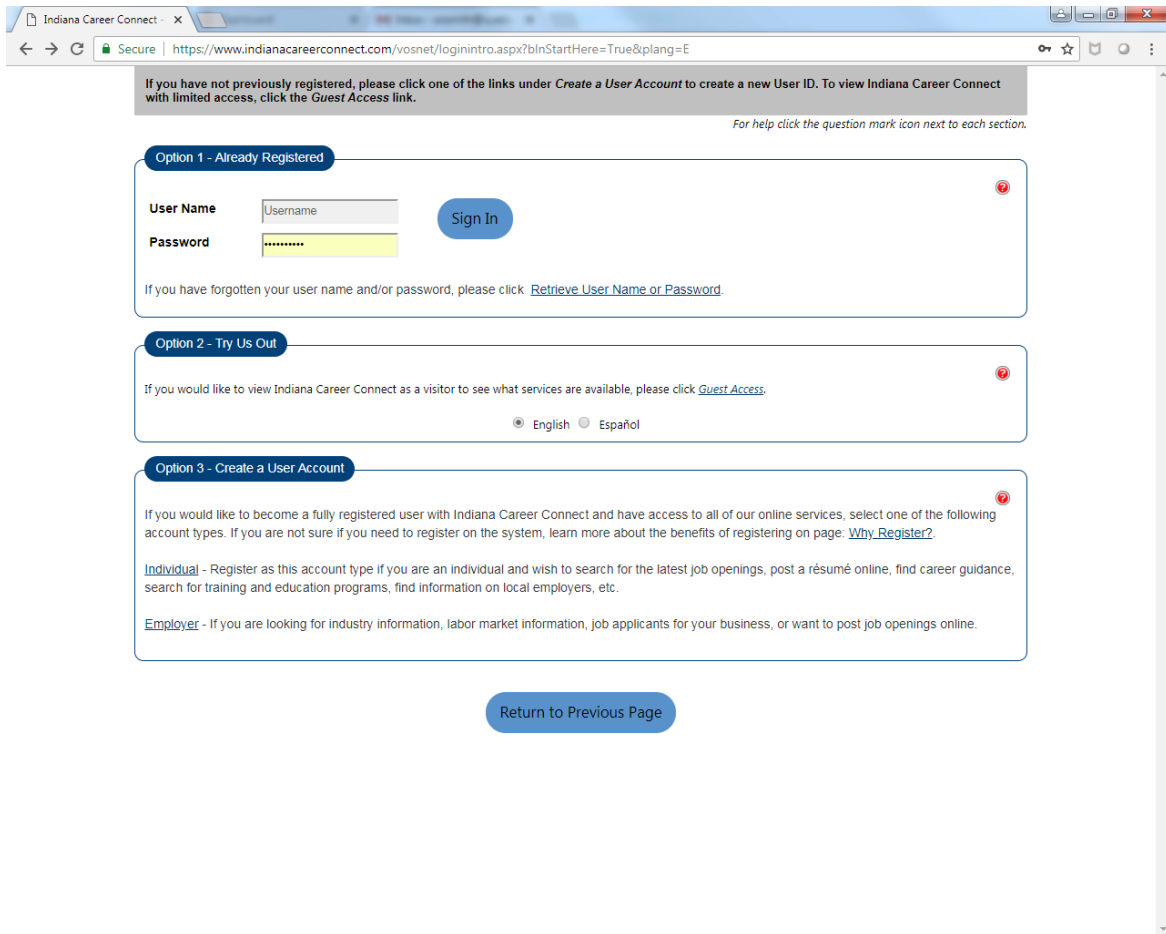 Indiana Career Connect -
Secure | https://www.indianacareerconnect.com/vosnet/loginintro.aspx?blnStartHere=True&plang=E
If you have not previously registered, please click one of the links under Create a User Account to create a new User ID. To view Indiana Career Connect
with limited access, click the Guest Access link.
For help click the question mark icon next to each section.
Option 1 - Already Registered
User Name Username Sign In
Password ••••••••••
If you have forgotten your user name and/or password, please click Retrieve User Name or Password.
Option 2 - Try Us Out
If you would like to view Indiana Career Connect as a visitor to see what services are available, please click Guest Access.
English Español
Option 3 - Create a User Account
If you would like to become a fully registered user with Indiana Career Connect and have access to all of our online services, select one of the following
account types. If you are not sure if you need to register on the system, learn more about the benefits of registering on page: Why Register?.
Individual - Register as this account type if you are an individual and wish to search for the latest job openings, post a résumé online, find career guidance,
search for training and education programs, find information on local employers, etc.
Employer - If you are looking for industry information, labor market information, job applicants for your business, or want to post job openings online.
Return to Previous Page